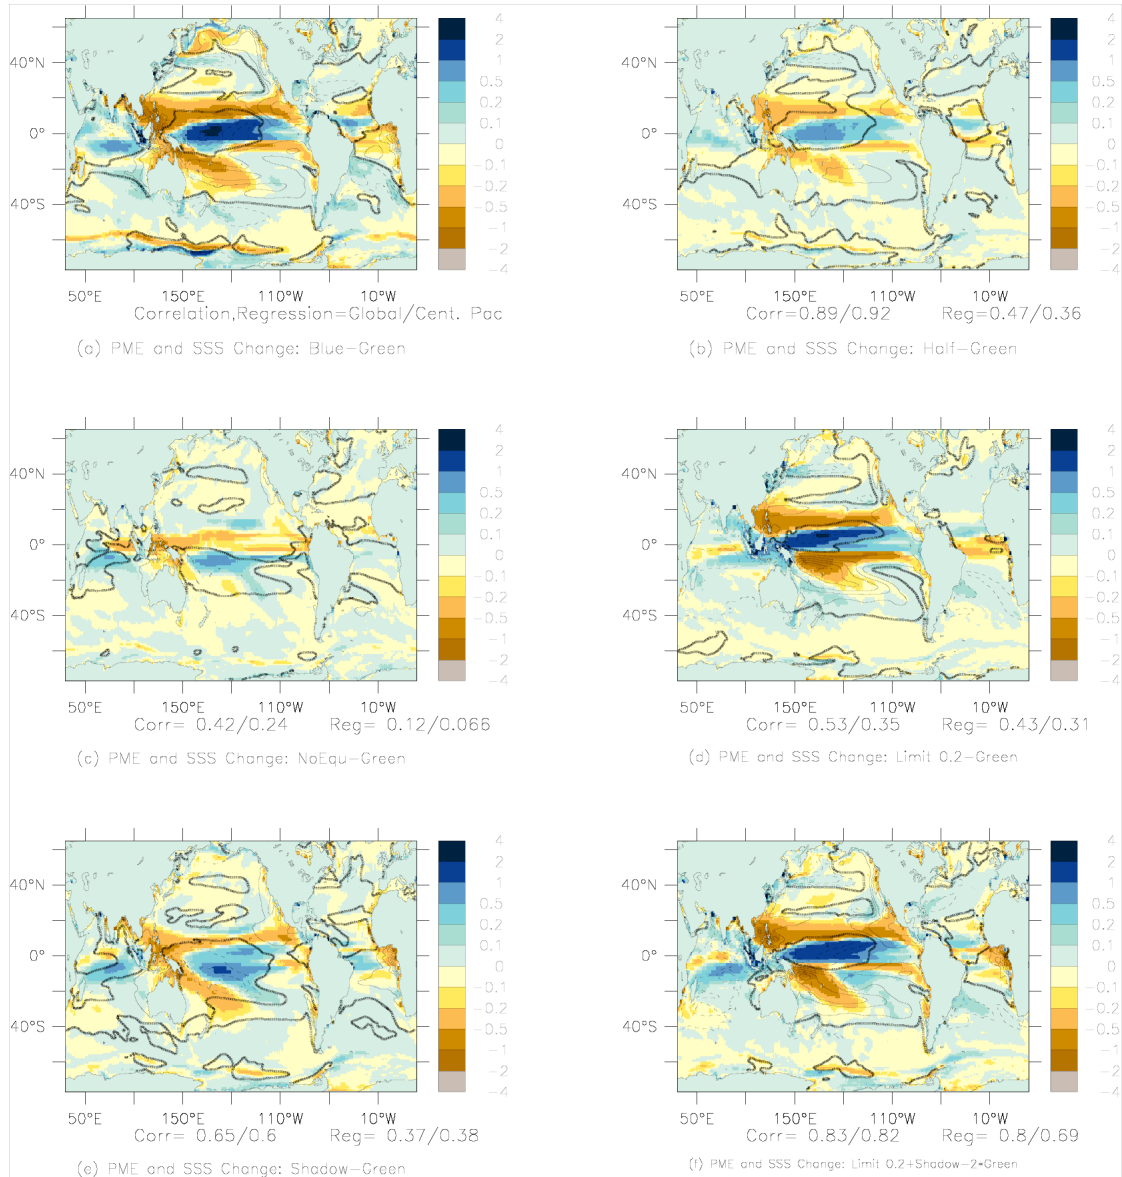 4
2
1
0.5
0.2
0.1
0
−0.1
−0.2
−0.5
−1
−2
−4
40°N
0°
40°S
50°E 150°E 110°W 10°W
Correlation,Regression=Global/Cent. Pac
(a) PME and SSS Change: Blue−Green
4
2
1
0.5
0.2
0.1
0
−0.1
−0.2
−0.5
−1
−2
−4
40°N
0°
40°S
50°E 150°E 110°W 10°W
Corr=0.89/0.92 Reg=0.47/0.36
(b) PME and SSS Change: Half−Green
4
2
1
0.5
0.2
0.1
0
−0.1
−0.2
−0.5
−1
−2
−4
40°N
0°
40°S
50°E 150°E 110°W 10°W
Corr= 0.42/0.24 Reg= 0.12/0.066
(c) PME and SSS Change: NoEqu−Green
4
2
1
0.5
0.2
0.1
0
−0.1
−0.2
−0.5
−1
−2
−4
40°N
0°
40°S
50°E 150°E 110°W 10°W
Corr= 0.53/0.35 Reg= 0.43/0.31
(d) PME and SSS Change: Limit 0.2−Green
4
2
1
0.5
0.2
0.1
0
−0.1
−0.2
−0.5
−1
−2
−4
40°N
0°
40°S
50°E 150°E 110°W 10°W
Corr= 0.65/0.6 Reg= 0.37/0.38
(e) PME and SSS Change: Shadow−Green
4
2
1
0.5
0.2
0.1
0
−0.1
−0.2
−0.5
−1
−2
−4
40°N
0°
40°S
50°E 150°E 110°W 10°W
Corr= 0.83/0.82 Reg= 0.8/0.69
(f) PME and SSS Change: Limit 0.2+Shadow−2*Green